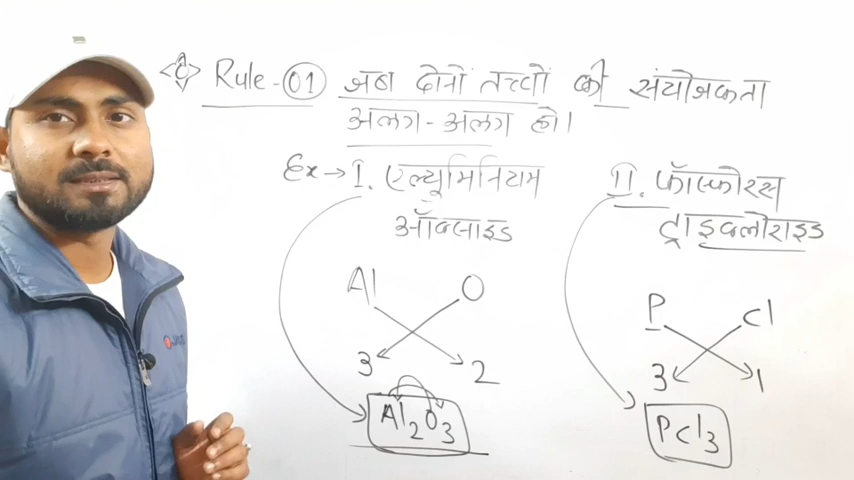 Rule-01 जब दोनों तत्त्वों की संयोजकता
अलग-अलग हो।
Ex→ I. एल्युमिनियम
ऑक्साइड
Al O
3 2
Al₂O₃
II. फॉस्फोरस
ट्राइक्लोराइड
P Cl
3 1
PCl₃